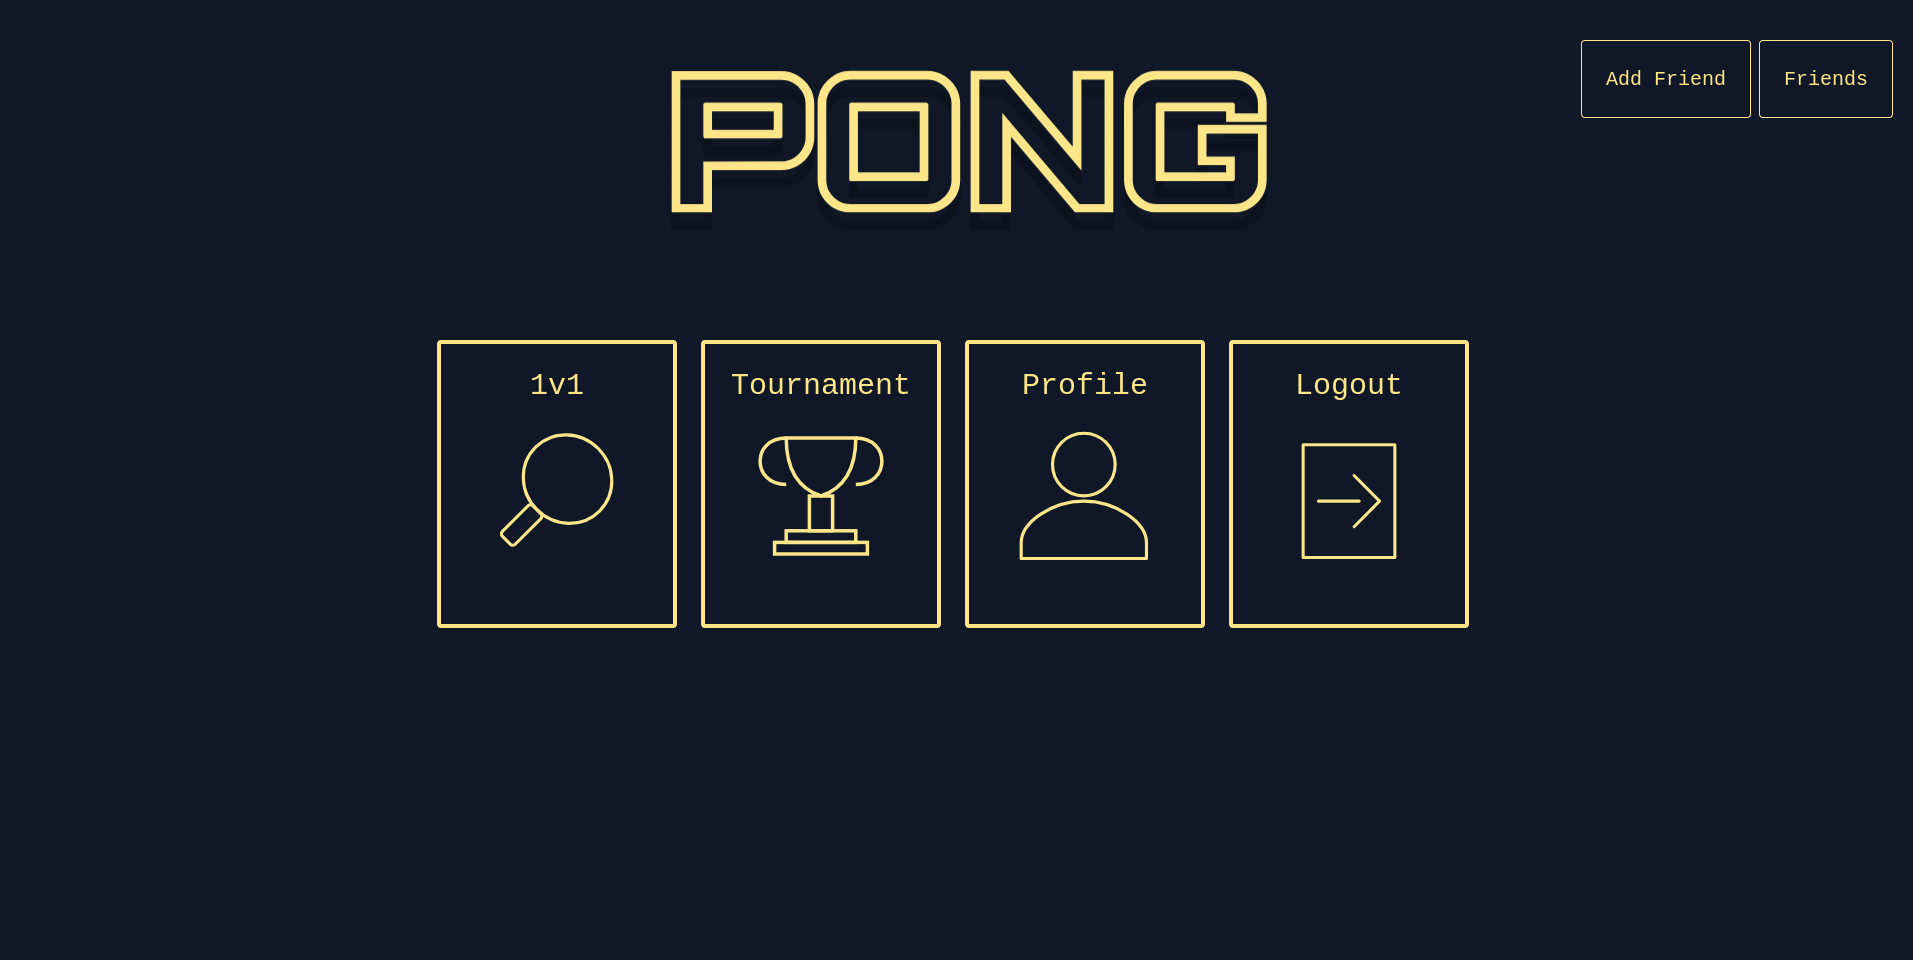 PONG
Add Friend
Friends
1v1
Tournament
Profile
Logout